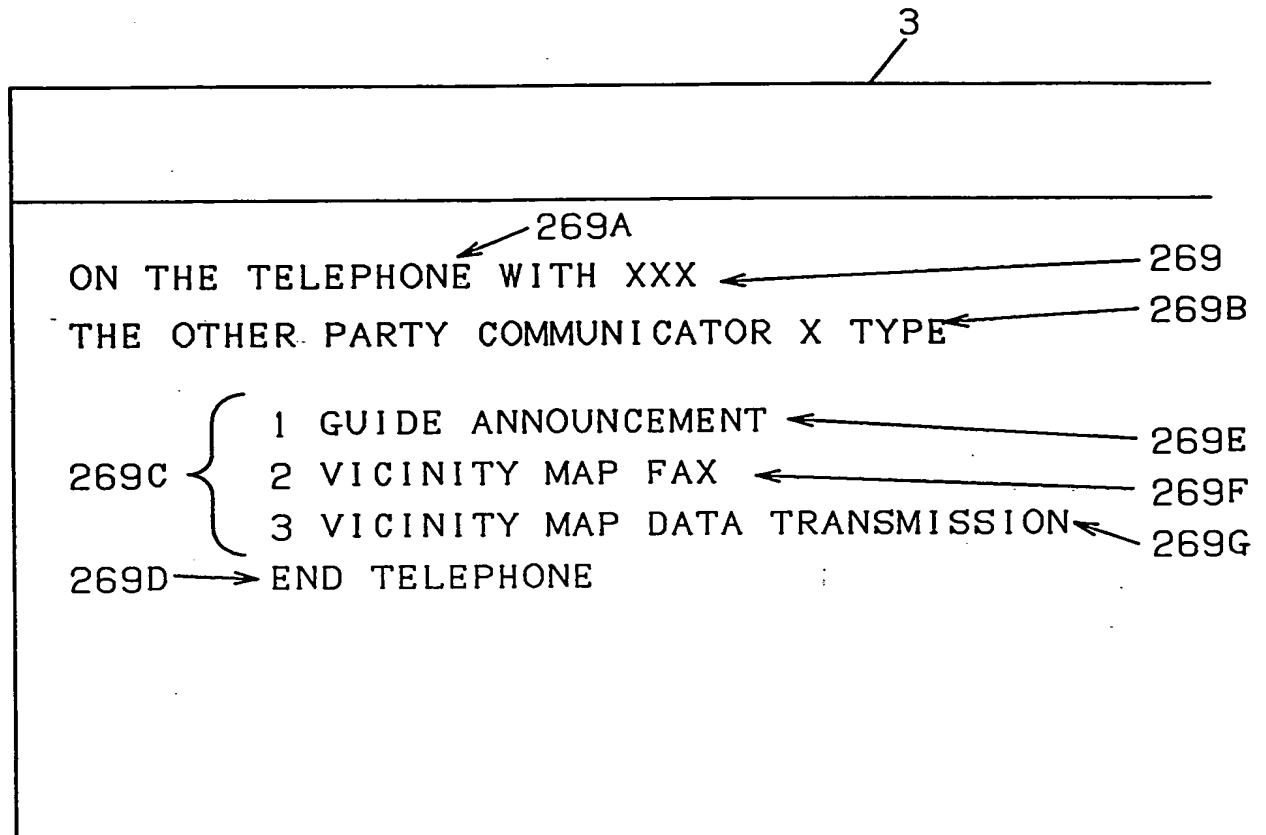 3
269A
ON THE TELEPHONE WITH XXX 269
THE OTHER PARTY COMMUNICATOR X TYPE 269B
1 GUIDE ANNOUNCEMENT 269E
269C 2 VICINITY MAP FAX 269F
3 VICINITY MAP DATA TRANSMISSION 269G
269D END TELEPHONE